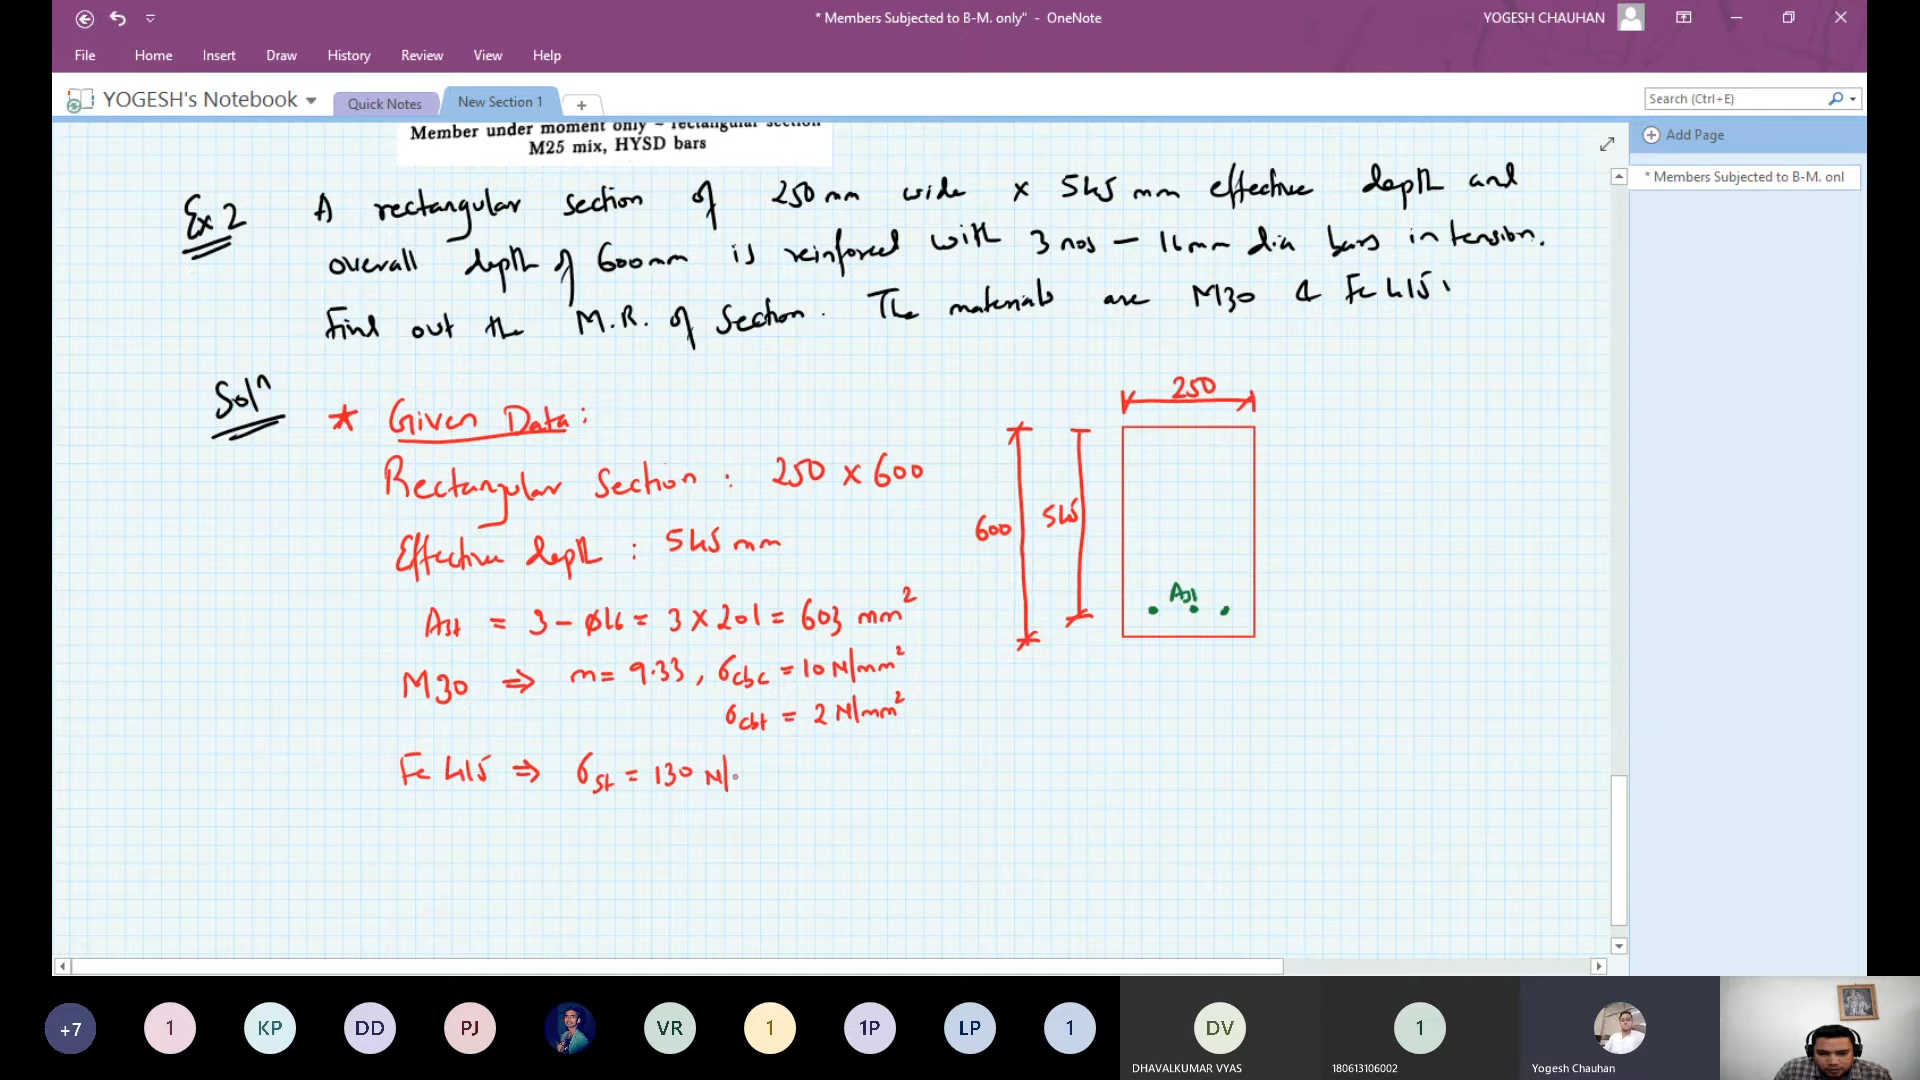 * Members Subjected to B-M. only" - OneNote
YOGESH CHAUHAN
File Home Insert Draw History Review View Help
YOGESH's Notebook
Quick Notes
New Section 1
Search (Ctrl+E)
Add Page
* Members Subjected to B-M. onl
Member under moment only – rectangular section
M25 mix, HYSD bars
Ex 2 A rectangular section of 250 mm wide x 545 mm effective depth and
overall depth of 600 mm is reinforced with 3 nos – 16 mm dia bars in tension.
Find out the M.R. of Section. The materials are M30 & Fe 415.
Solⁿ
* Given Data:
Rectangular Section : 250 x 600
Effective depth : 545 mm
Ast = 3 – ϕ16 = 3 x 201 = 603 mm²
M30 ⇒ m = 9.33, σcbc = 10 N/mm²
σcbt = 2 N/mm²
Fe 415 ⇒ σst = 130 N/
250
600
545
Ast
+7
1
KP
DD
PJ
VR
1
1P
LP
1
DV
1
DHAVALKUMAR VYAS
180613106002
Yogesh Chauhan